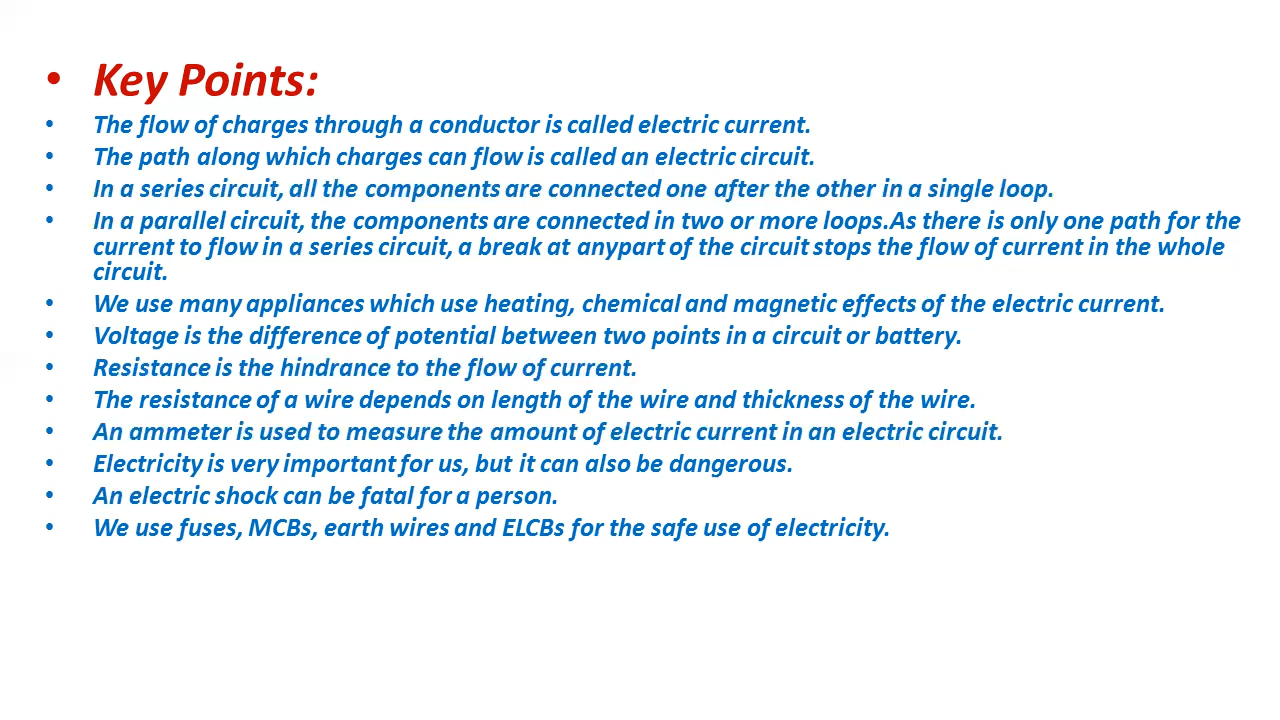 • Key Points:
• The flow of charges through a conductor is called electric current.
• The path along which charges can flow is called an electric circuit.
• In a series circuit, all the components are connected one after the other in a single loop.
• In a parallel circuit, the components are connected in two or more loops.As there is only one path for the
current to flow in a series circuit, a break at anypart of the circuit stops the flow of current in the whole
circuit.
• We use many appliances which use heating, chemical and magnetic effects of the electric current.
• Voltage is the difference of potential between two points in a circuit or battery.
• Resistance is the hindrance to the flow of current.
• The resistance of a wire depends on length of the wire and thickness of the wire.
• An ammeter is used to measure the amount of electric current in an electric circuit.
• Electricity is very important for us, but it can also be dangerous.
• An electric shock can be fatal for a person.
• We use fuses, MCBs, earth wires and ELCBs for the safe use of electricity.